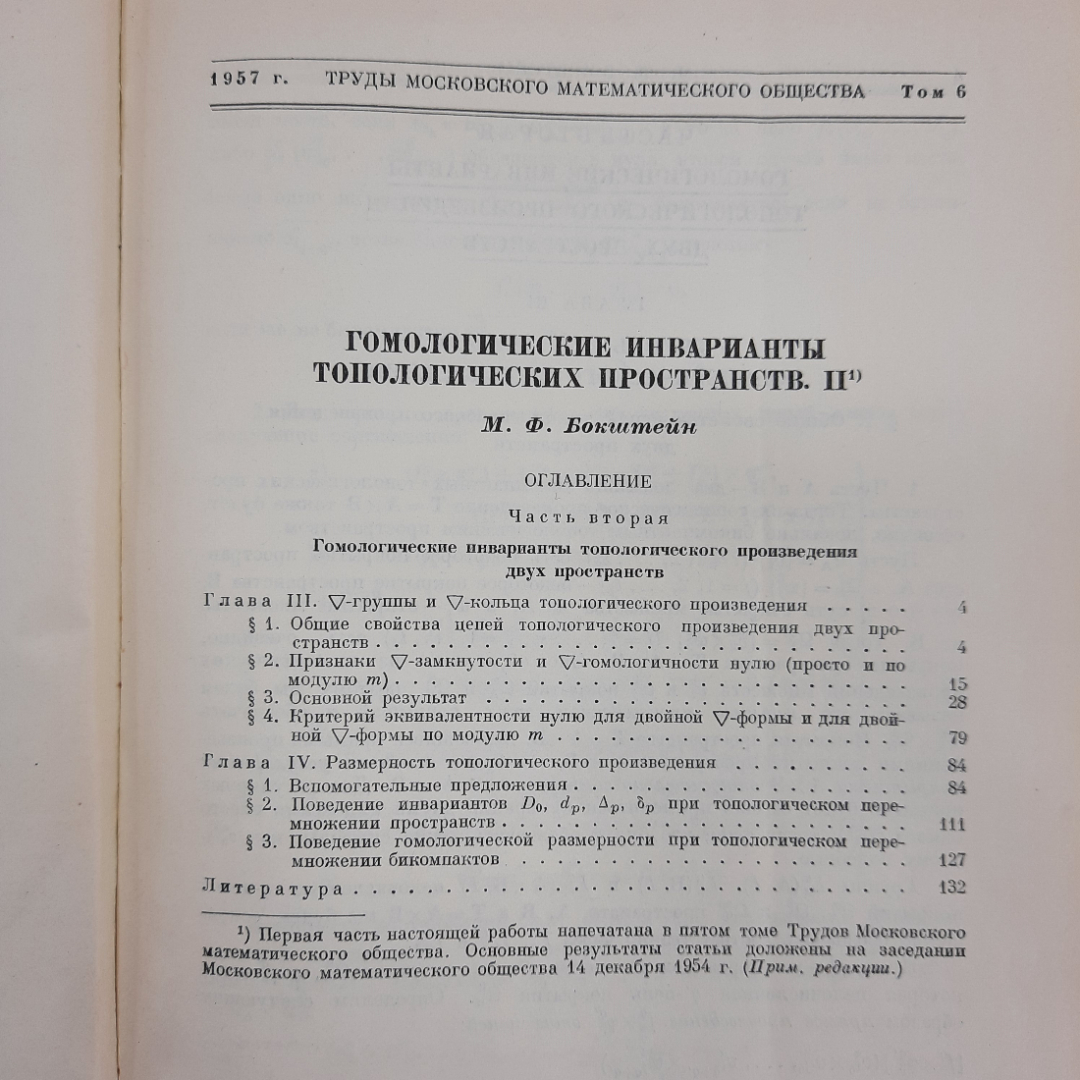 1957 г. ТРУДЫ МОСКОВСКОГО МАТЕМАТИЧЕСКОГО ОБЩЕСТВА Том 6
ГОМОЛОГИЧЕСКИЕ ИНВАРИАНТЫ
ТОПОЛОГИЧЕСКИХ ПРОСТРАНСТВ. II¹⁾
М. Ф. Бокштейн
ОГЛАВЛЕНИЕ
Часть вторая
Гомологические инварианты топологического произведения
двух пространств
Глава III. ▽-группы и ▽-кольца топологического произведения . . . . . 4
§ 1. Общие свойства цепей топологического произведения двух про-
странств . . . . . . . . . . . . . . . . . . . . . . . . . . . . . 4
§ 2. Признаки ▽-замкнутости и ▽-гомологичности нулю (просто и по
модулю m) . . . . . . . . . . . . . . . . . . . . . . . . . . . . 15
§ 3. Основной результат . . . . . . . . . . . . . . . . . . . . . . . 28
§ 4. Критерий эквивалентности нулю для двойной ▽-формы и для двой-
ной ▽-формы по модулю m . . . . . . . . . . . . . . . . . . . 79
Глава IV. Размерность топологического произведения . . . . . . . . . 84
§ 1. Вспомогательные предложения . . . . . . . . . . . . . . . . . . 84
§ 2. Поведение инвариантов D₀, dₚ, Δₚ, δₚ при топологическом пере-
множении пространств . . . . . . . . . . . . . . . . . . . . . . 111
§ 3. Поведение гомологической размерности при топологическом пере-
множении бикомпактов . . . . . . . . . . . . . . . . . . . . . 127
Литература . . . . . . . . . . . . . . . . . . . . . . . . . . . . . . 132
¹) Первая часть настоящей работы напечатана в пятом томе Трудов Московского
математического общества. Основные результаты статьи доложены на заседании
Московского математического общества 14 декабря 1954 г. (Прим. редакции.)